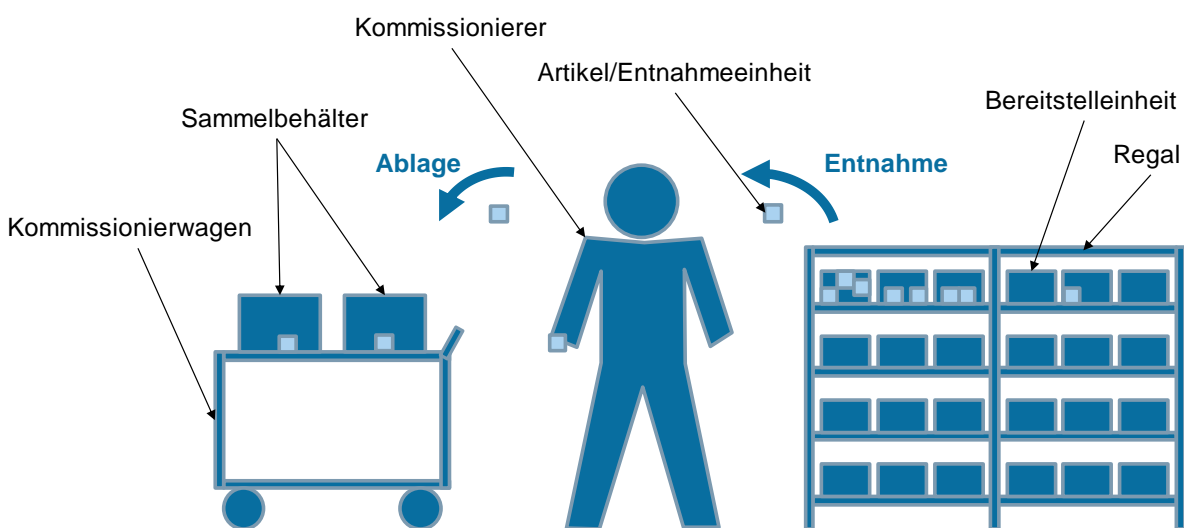 Kommissionierer
Artikel/Entnahmeeinheit
Bereitstelleinheit
Sammelbehälter
Regal
Ablage
Entnahme
Kommissionierwagen